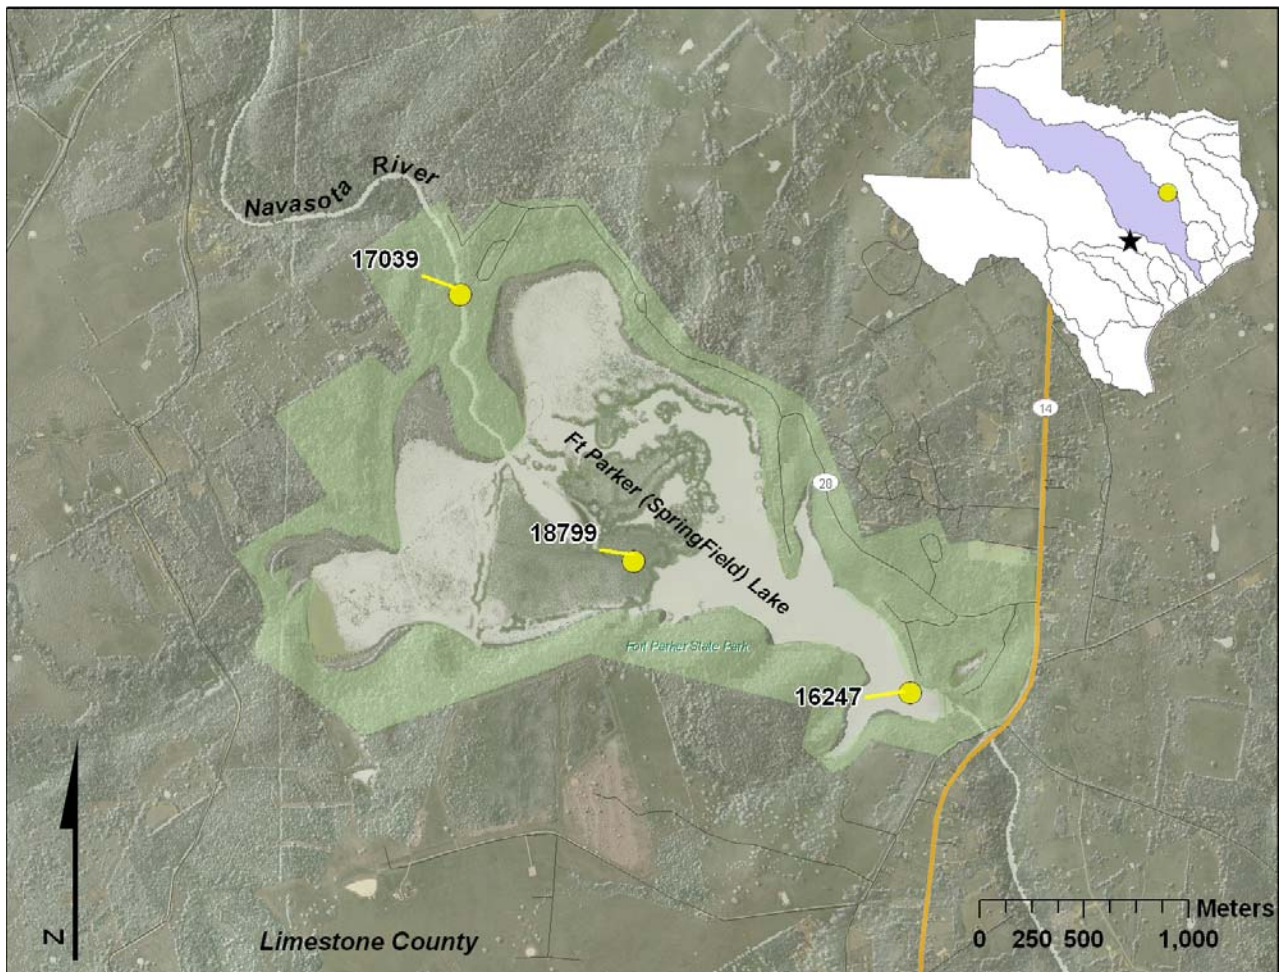 Navasota River
17039
14
Ft Parker (SpringField) Lake
28
18799
Fort Parker State Park
16247
Meters
0 250 500 1,000
N
Limestone County